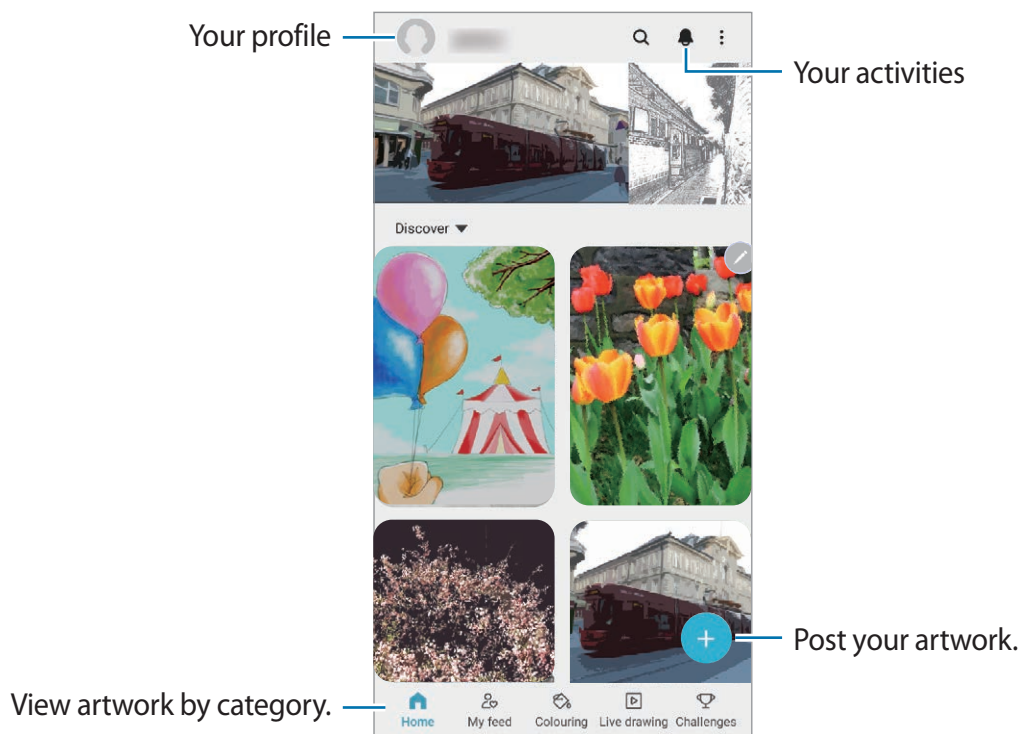 Your profile
Your activities
Discover
Post your artwork.
View artwork by category.
Home My feed Colouring Live drawing Challenges